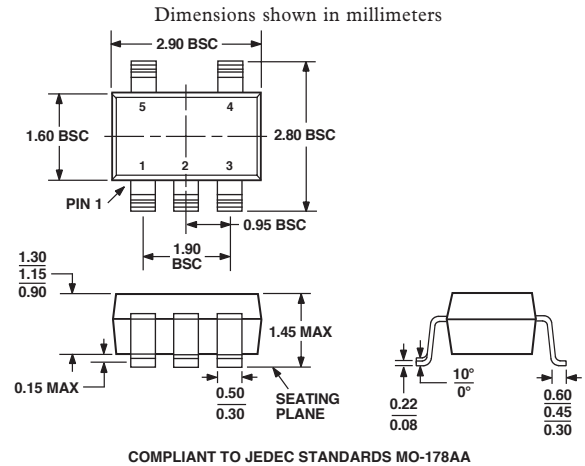 Dimensions shown in millimeters
2.90 BSC
5 4
1.60 BSC
2.80 BSC
1 2 3
PIN 1
0.95 BSC
1.90
BSC
1.30
1.15
0.90
1.45 MAX
0.15 MAX
0.50
0.30
SEATING
PLANE
0.22
0.08
10°
0°
0.60
0.45
0.30
COMPLIANT TO JEDEC STANDARDS MO-178AA